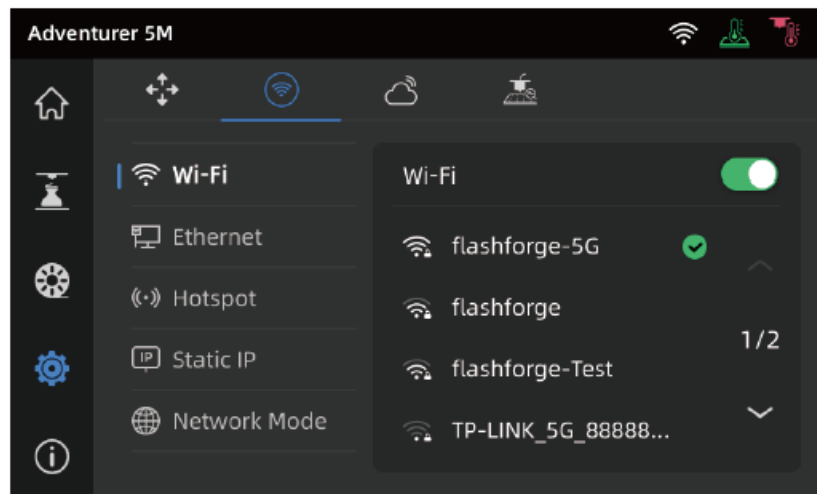 Adventurer 5M
Wi-Fi
Ethernet
Hotspot
IP Static IP
Network Mode
Wi-Fi
flashforge-5G
flashforge
flashforge-Test
TP-LINK_5G_88888...
1/2